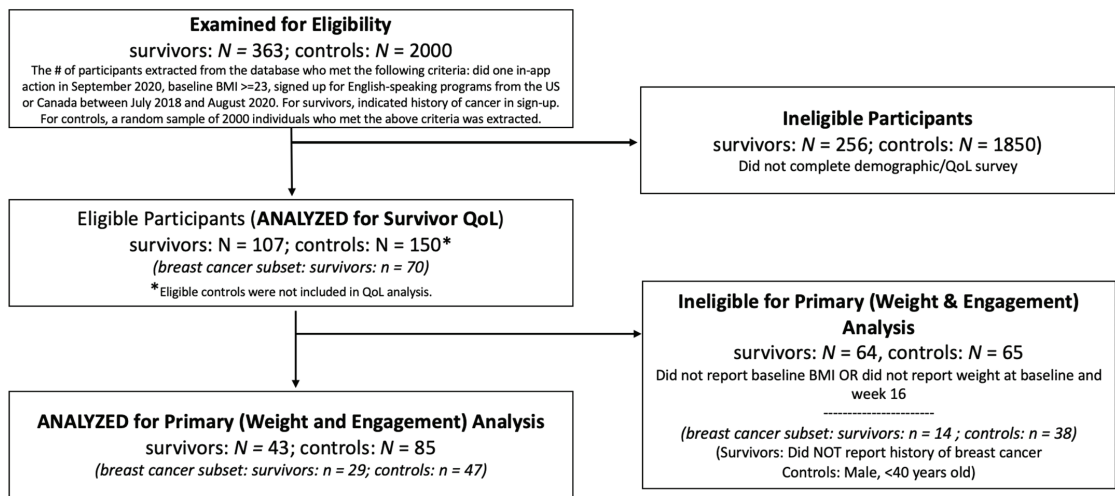 Examined for Eligibility
survivors: N = 363; controls: N = 2000
The # of participants extracted from the database who met the following criteria: did one in-app
action in September 2020, baseline BMI >=23, signed up for English-speaking programs from the US
or Canada between July 2018 and August 2020. For survivors, indicated history of cancer in sign-up.
For controls, a random sample of 2000 individuals who met the above criteria was extracted.
Ineligible Participants
survivors: N = 256; controls: N = 1850)
Did not complete demographic/QoL survey
Eligible Participants (ANALYZED for Survivor QoL)
survivors: N = 107; controls: N = 150*
(breast cancer subset: survivors: n = 70)
*Eligible controls were not included in QoL analysis.
Ineligible for Primary (Weight & Engagement)
Analysis
survivors: N = 64, controls: N = 65
Did not report baseline BMI OR did not report weight at baseline and
week 16
-----------------------
(breast cancer subset: survivors: n = 14 ; controls: n = 38)
(Survivors: Did NOT report history of breast cancer
Controls: Male, <40 years old)
ANALYZED for Primary (Weight and Engagement) Analysis
survivors: N = 43; controls: N = 85
(breast cancer subset: survivors: n = 29; controls: n = 47)